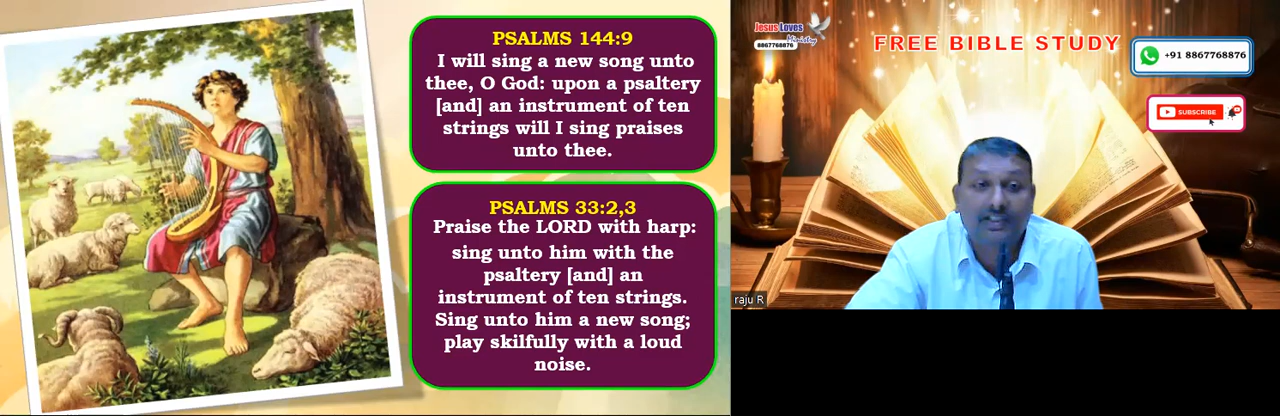 PSALMS 144:9
I will sing a new song unto
thee, O God: upon a psaltery
[and] an instrument of ten
strings will I sing praises
unto thee.
PSALMS 33:2,3
Praise the LORD with harp:
sing unto him with the
psaltery [and] an
instrument of ten strings.
Sing unto him a new song;
play skilfully with a loud
noise.
Jesus Loves
Ministry
8867768876
FREE BIBLE STUDY
+91 8867768876
SUBSCRIBE
raju R